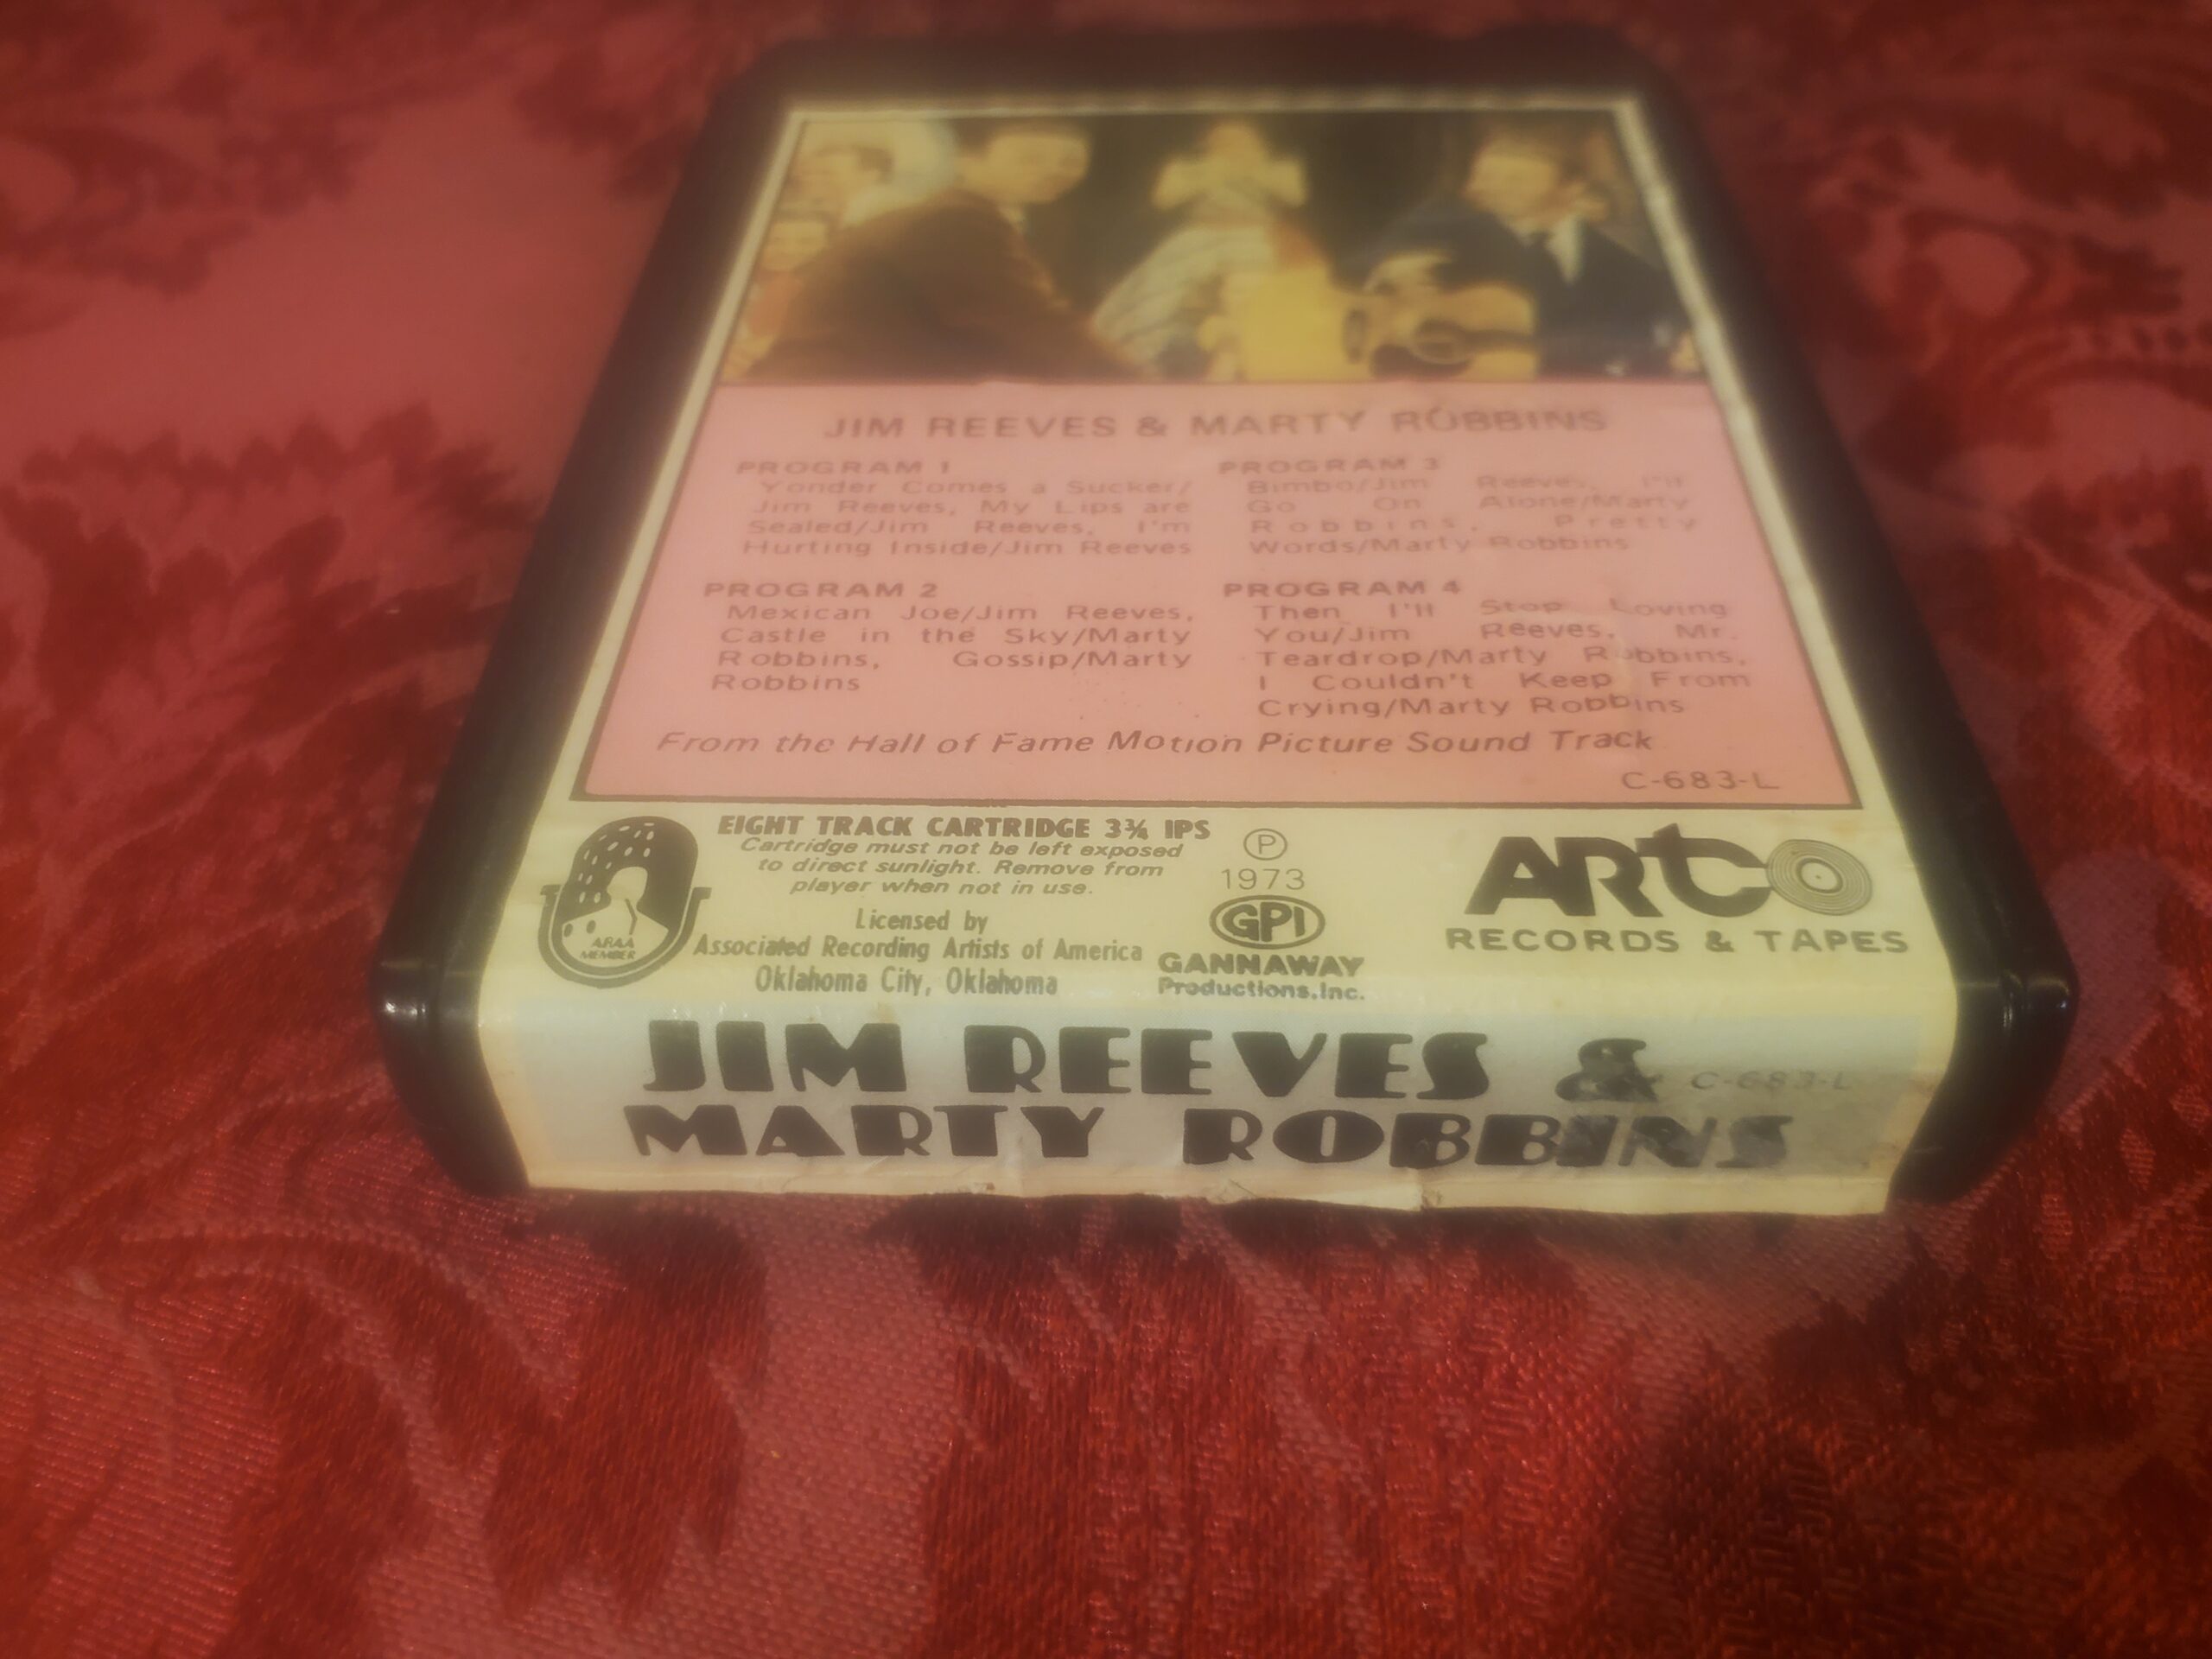 JIM REEVES & MARTY ROBBINS
PROGRAM 1
Yonder Comes a Sucker/
Jim Reeves, My Lips are
Sealed/Jim Reeves, I'm
Hurting Inside/Jim Reeves
PROGRAM 2
Mexican Joe/Jim Reeves,
Castle in the Sky/Marty
Robbins, Gossip/Marty
Robbins
PROGRAM 3
Bimbo/Jim Reeves, I'll
Go On Alone/Marty
Robbins, Pretty
Words/Marty Robbins
PROGRAM 4
Then I'll Stop Loving
You/Jim Reeves, Mr.
Teardrop/Marty Robbins,
I Couldn't Keep From
Crying/Marty Robbins
From the Hall of Fame Motion Picture Sound Track
C-683-L
ARAA
MEMBER
EIGHT TRACK CARTRIDGE 3¾ IPS
Cartridge must not be left exposed
to direct sunlight. Remove from
player when not in use.
Licensed by
Associated Recording Artists of America
Oklahoma City, Oklahoma
Ⓟ
1973
GPI
GANNAWAY
Productions, Inc.
ARTCO
RECORDS & TAPES
JIM REEVES &
C-683-L
MARTY ROBBINS